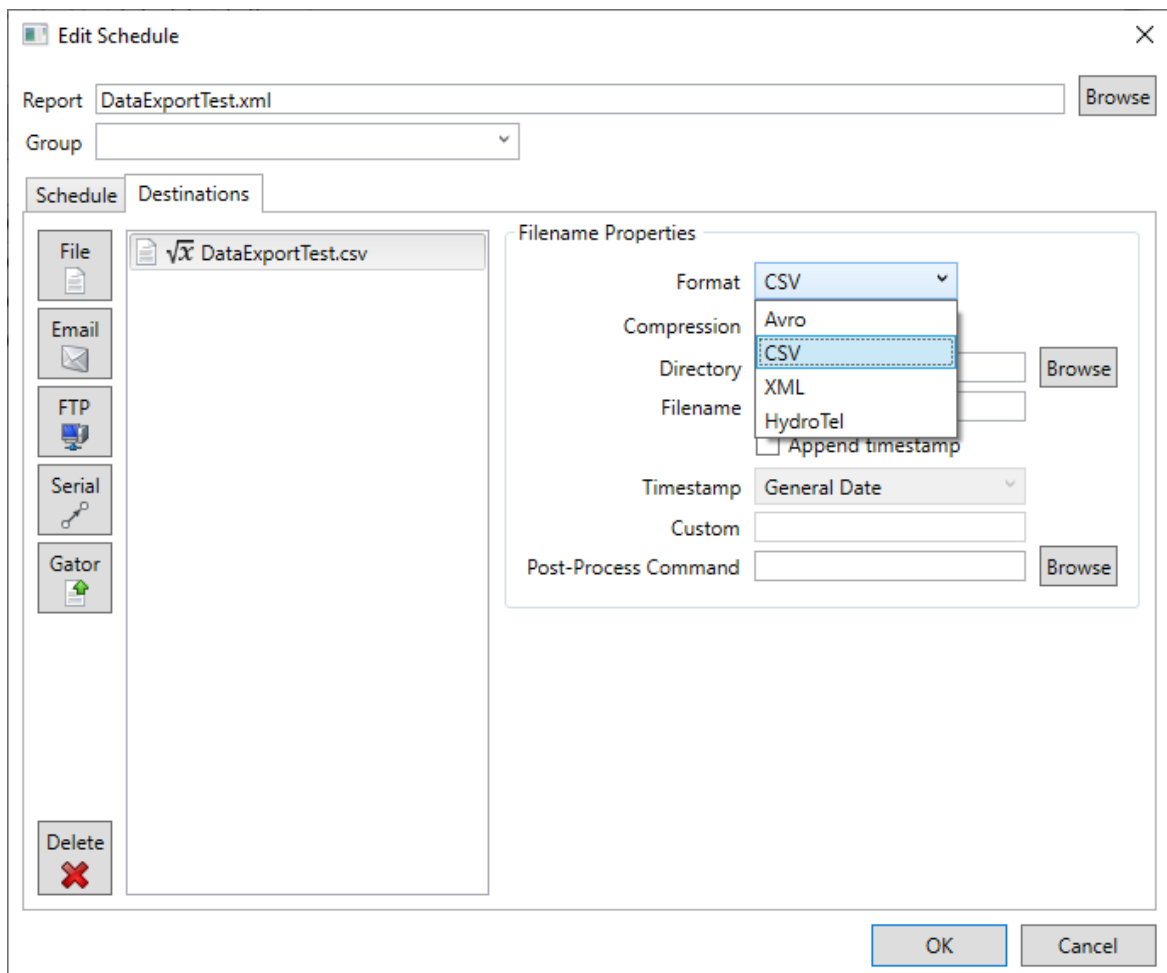 Edit Schedule
Report DataExportTest.xml Browse
Group
Schedule Destinations
File
Email
FTP
Serial
Gator
Delete
√x DataExportTest.csv
Filename Properties
Format CSV
Avro
CSV
XML
HydroTel
Compression
Directory Browse
Filename
Append timestamp
Timestamp General Date
Custom
Post-Process Command Browse
OK Cancel